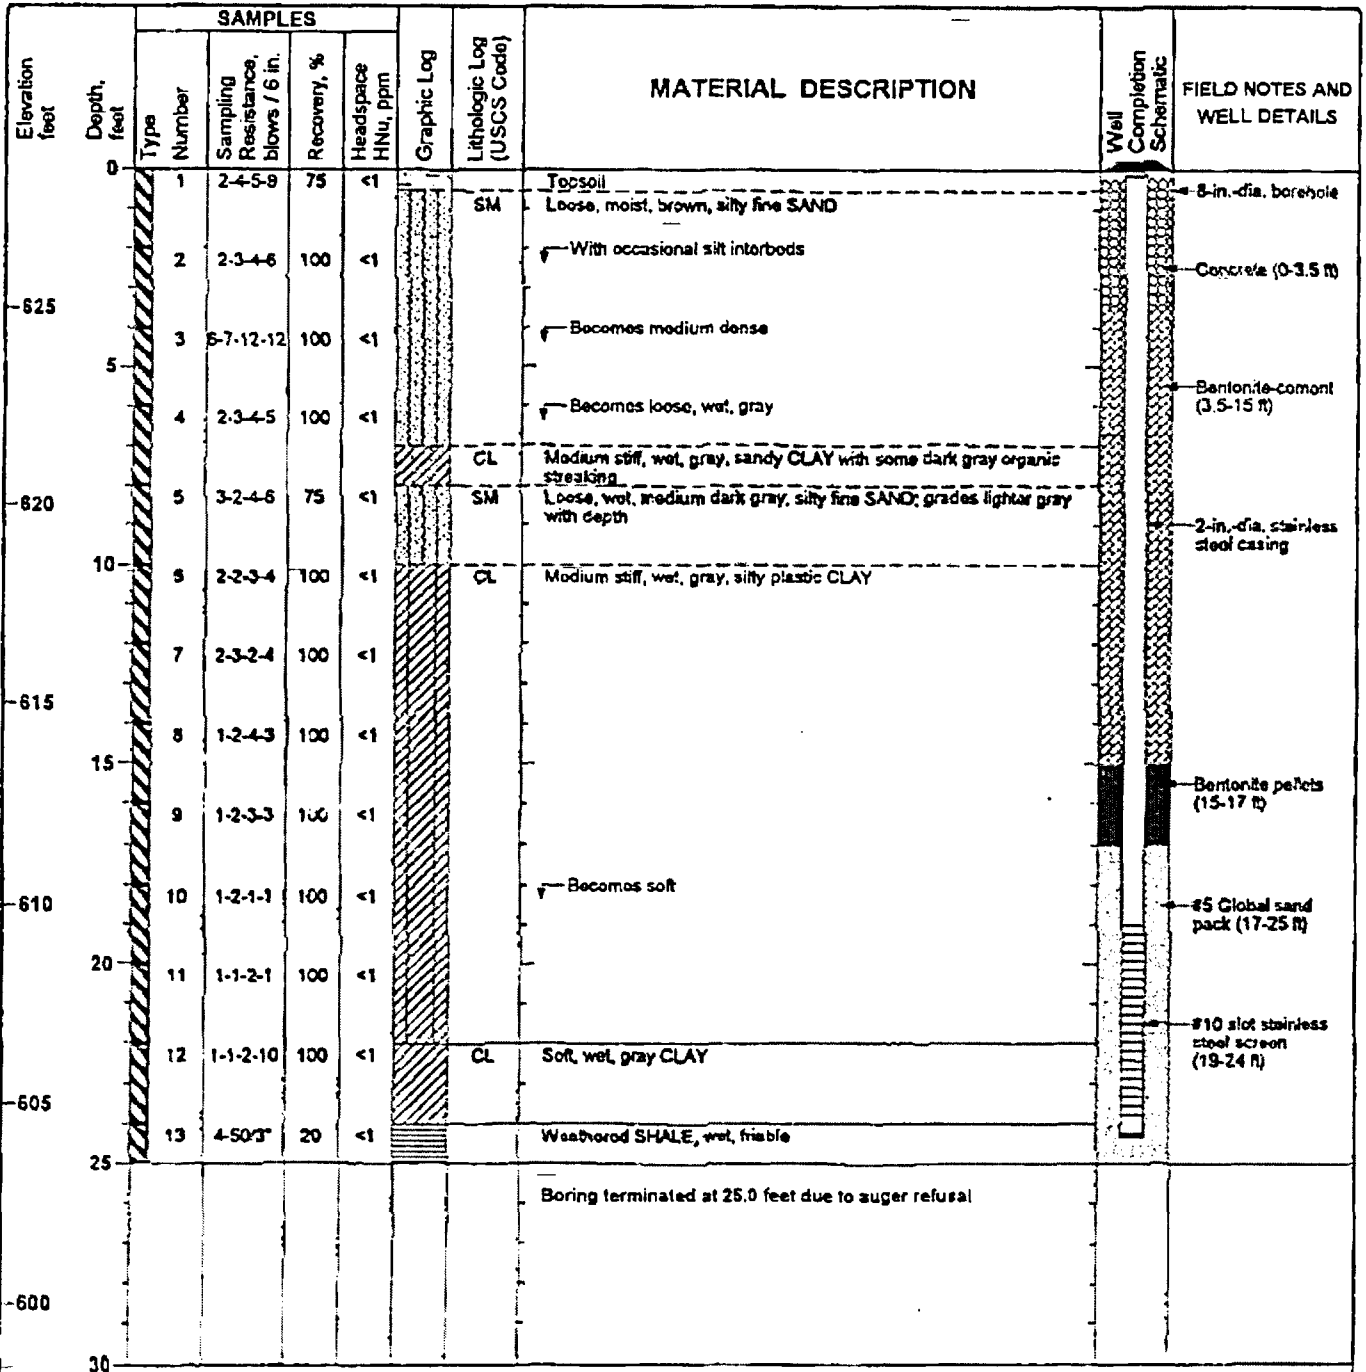 SAMPLES
Elevation
feet
Depth,
feet
Type
Number
Sampling
Resistance,
blows / 6 in.
Recovery, %
Headspace
HNu, ppm
Graphic Log
Lithologic Log
(USCS Code)
MATERIAL DESCRIPTION
Well
Completion
Schematic
FIELD NOTES AND
WELL DETAILS
0
1 2-4-5-9 75 <1 Topsoil
8-in.-dia. borehole
SM Loose, moist, brown, silty fine SAND
With occasional silt interbeds
2 2-3-4-6 100 <1
Concrete (0-3.5 ft)
625
Becomes medium dense
3 6-7-12-12 100 <1
5
Bentonite-cement
(3.5-15 ft)
Becomes loose, wet, gray
4 2-3-4-5 100 <1
CL Medium stiff, wet, gray, sandy CLAY with some dark gray organic
streaking
620
5 3-2-4-6 75 <1 SM Loose, wet, medium dark gray, silty fine SAND; grades lighter gray
with depth
2-in.-dia. stainless
steel casing
10
6 2-2-3-4 100 <1 CL Medium stiff, wet, gray, silty plastic CLAY
7 2-3-2-4 100 <1
615
8 1-2-4-3 100 <1
15
Bentonite pellets
(15-17 ft)
9 1-2-3-3 100 <1
Becomes soft
10 1-2-1-1 100 <1
610
#5 Global sand
pack (17-25 ft)
20
11 1-1-2-1 100 <1
#10 slot stainless
steel screen
(19-24 ft)
12 1-1-2-10 100 <1 CL Soft, wet, gray CLAY
605
13 4-50/3" 20 <1 Weathered SHALE, wet, friable
25
Boring terminated at 25.0 feet due to auger refusal
600
30